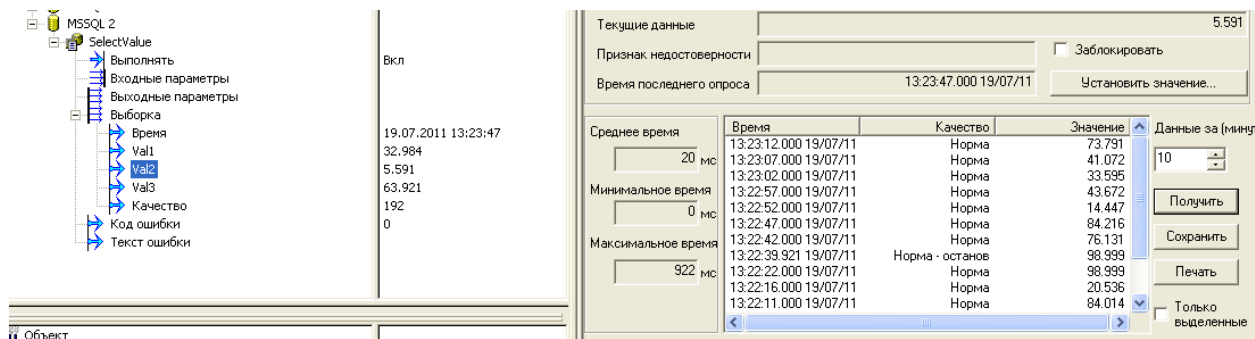 MSSQL 2
SelectValue
Выполнять Вкл
Входные параметры
Выходные параметры
Выборка
Время 19.07.2011 13:23:47
Val1 32.984
Val2 5.591
Val3 63.921
Качество 192
Код ошибки 0
Текст ошибки
Объект
Текущие данные 5.591
Признак недостоверности Заблокировать
Время последнего опроса 13:23:47.000 19/07/11 Установить значение...
Среднее время
20 мс
Минимальное время
0 мс
Максимальное время
922 мс
Время Качество Значение
13:23:12.000 19/07/11 Норма 73.791
13:23:07.000 19/07/11 Норма 41.072
13:23:02.000 19/07/11 Норма 33.595
13:22:57.000 19/07/11 Норма 43.672
13:22:52.000 19/07/11 Норма 14.447
13:22:47.000 19/07/11 Норма 84.216
13:22:42.000 19/07/11 Норма 76.131
13:22:39.921 19/07/11 Норма - останов 98.999
13:22:22.000 19/07/11 Норма 98.999
13:22:16.000 19/07/11 Норма 20.536
13:22:11.000 19/07/11 Норма 84.014
Данные за (мину
10
Получить
Сохранить
Печать
Только
выделенные